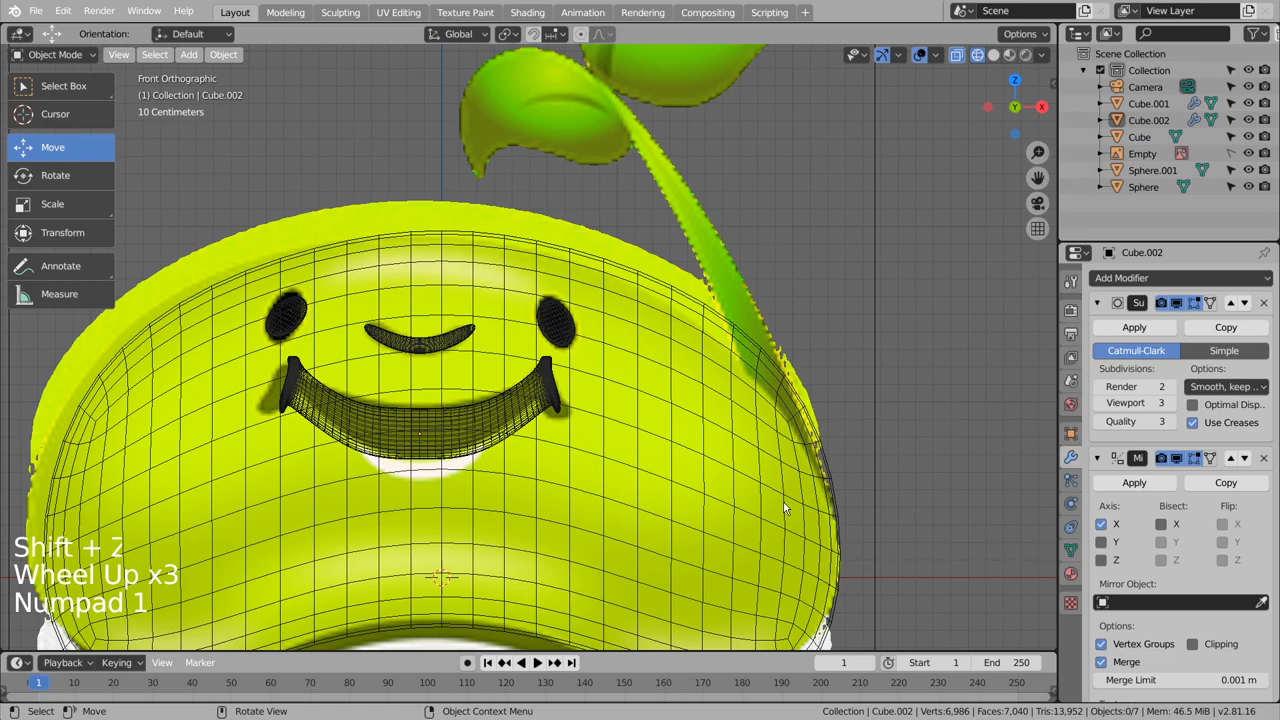 File Edit Render Window Help Layout Modeling Sculpting UV Editing Texture Paint Shading Animation Rendering Compositing Scripting + Scene View Layer
Orientation: Default Global Options
Object Mode View Select Add Object
Select Box
Cursor
Move
Rotate
Scale
Transform
Annotate
Measure
Front Orthographic
(1) Collection | Cube.002
10 Centimeters
Z
Y
X
Shift + Z
Wheel Up x3
Numpad 1
Scene Collection
Collection
Camera
Cube.001
Cube.002
Cube
Empty
Sphere.001
Sphere
Cube.002
Add Modifier
Su
Apply Copy
Catmull-Clark Simple
Subdivisions: Options:
Render 2 Smooth, keep ..
Viewport 3 Optimal Disp..
Quality 3 Use Creases
Mi
Apply Copy
Axis: Bisect: Flip:
X X X
Y Y Y
Z Z Z
Mirror Object:
Options:
Vertex Groups Clipping
Merge
Merge Limit 0.001 m
Playback Keying View Marker 1 Start 1 End 250
1 10 20 30 40 50 60 70 80 90 100 110 120 130 140 150 160 170 180 190 200 210 220 230 240 250
Select Move Rotate View Object Context Menu Collection | Cube.002 | Verts:6,986 | Faces:7,040 | Tris:13,952 | Objects:0/7 | Mem: 46.5 MiB | v2.81.16